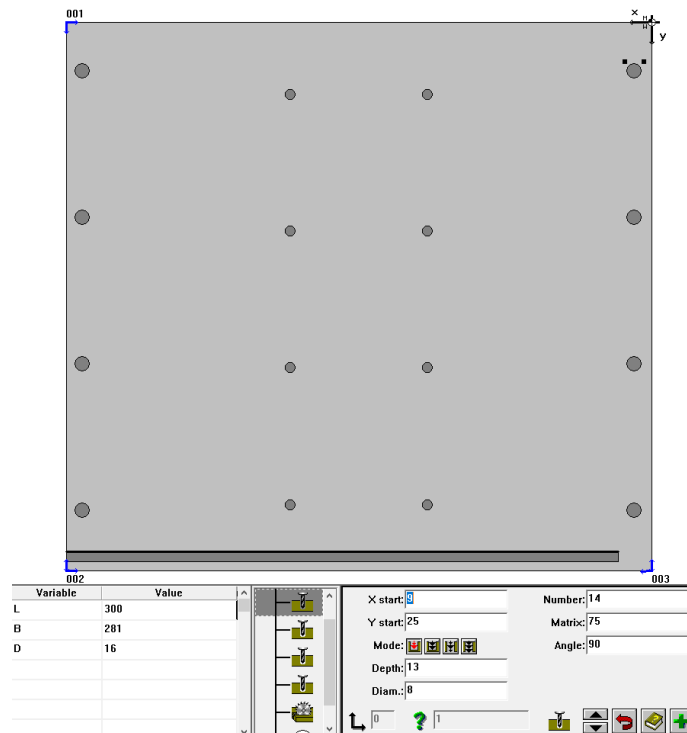 001
x
y
002
003
Variable Value
L 300
B 281
D 16
X start: 9
Number: 14
Y start: 25
Matrix: 75
Mode:
Angle: 90
Depth: 13
Diam.: 8
0
1